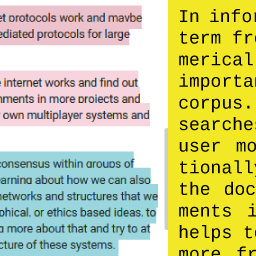 et protocols work and maybe
ediated protocols for large
internet works and find out
nments in more projects and
own multiplayer systems and
consensus within groups of
earning about how we can also
networks and structures that we
phical, or ethics based ideas, to
g more about that and try to at
cture of these systems.
In infor
term fre
merical
importa
corpus.
searches
user mo
tionally
the doc
ments i
helps to
more fr